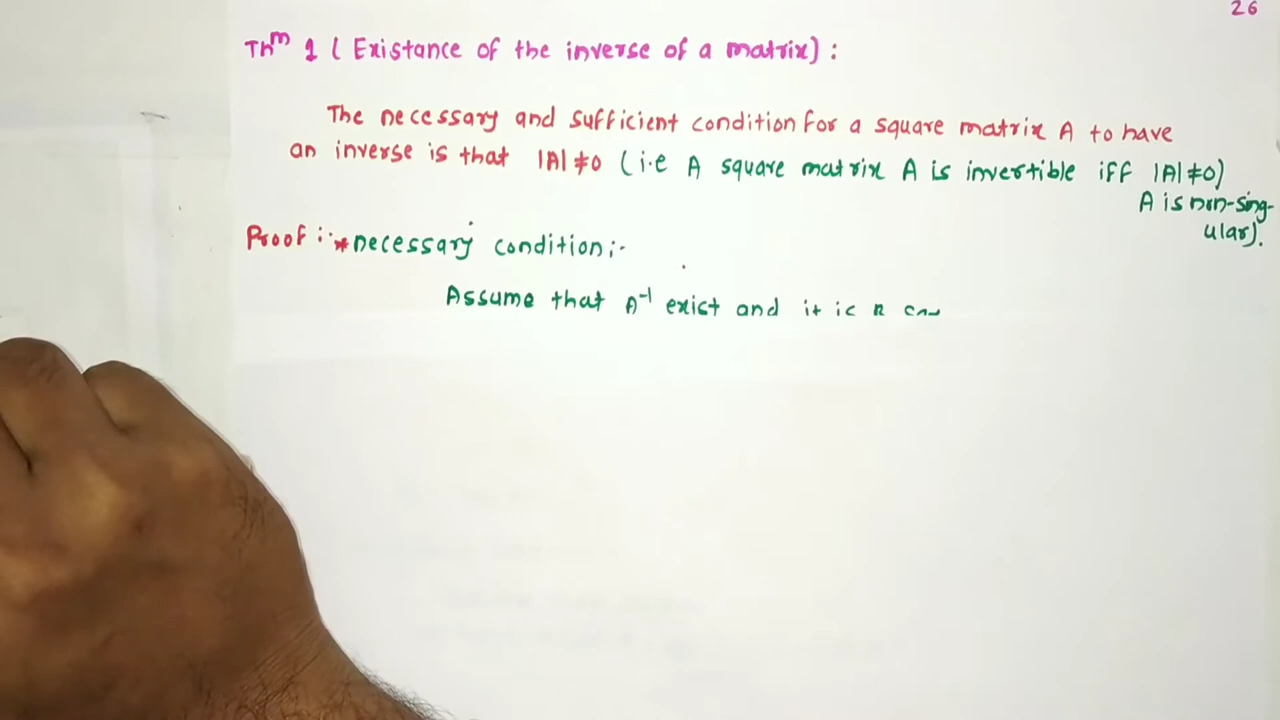 26
Thm 1 ( Existance of the inverse of a matrix) :
The necessary and sufficient condition for a square matrix A to have
an inverse is that |A| ≠ 0 ( i.e A square matrix A is invertible iff |A| ≠ 0)
A is non-sing-
ular).
Proof :- * necessary condition :-
Assume that A⁻¹ exist and it is